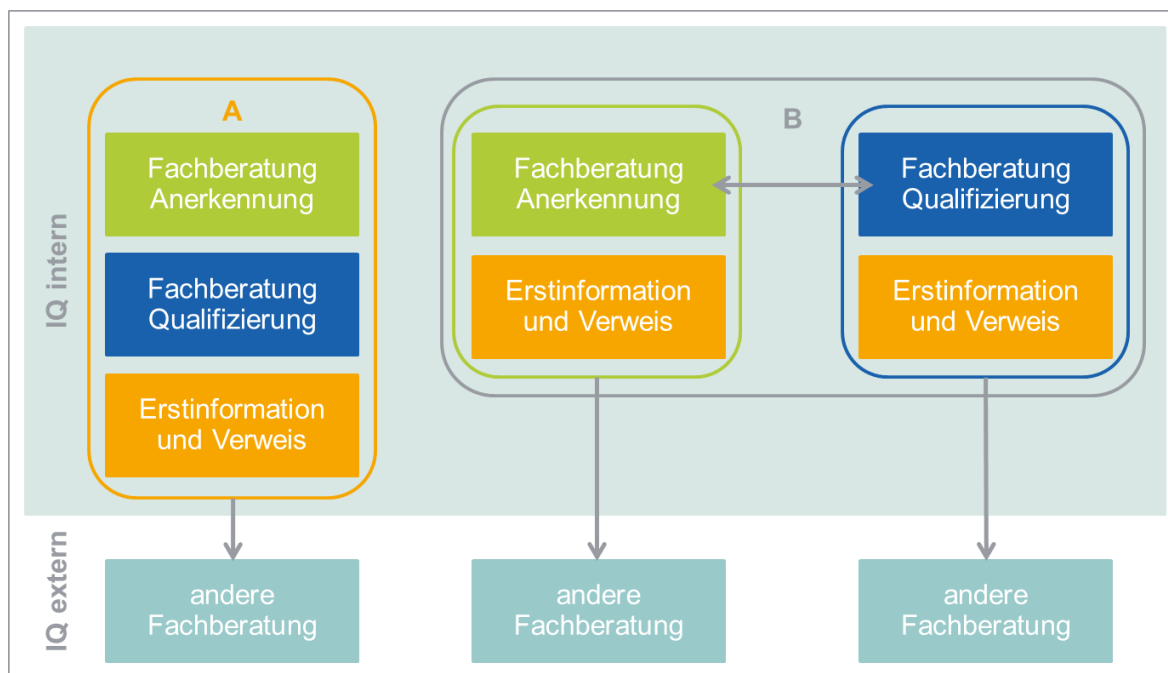 A
Fachberatung
Anerkennung
Fachberatung
Qualifizierung
Erstinformation
und Verweis
B
Fachberatung
Anerkennung
Erstinformation
und Verweis
Fachberatung
Qualifizierung
Erstinformation
und Verweis
IQ intern
IQ extern
andere
Fachberatung
andere
Fachberatung
andere
Fachberatung